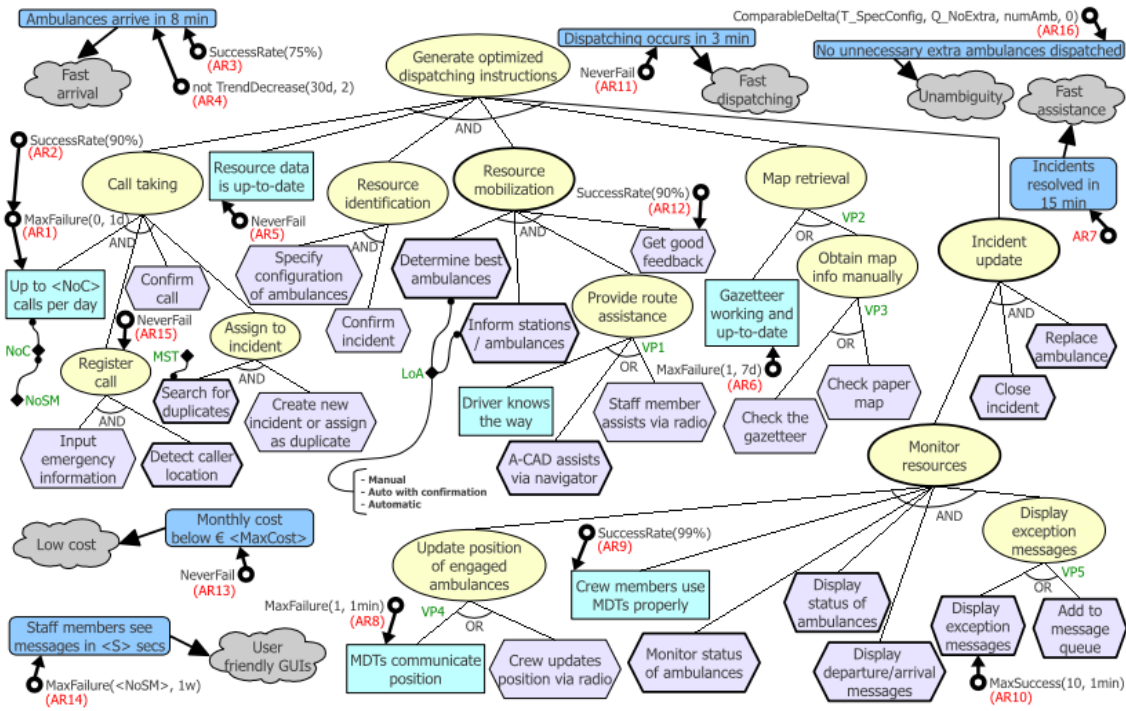 Ambulances arrive in 8 min
SuccessRate(75%)
(AR3)
Fast
arrival
not TrendDecrease(30d, 2)
(AR4)
Generate optimized
dispatching instructions
AND
Dispatching occurs in 3 min
NeverFail
(AR11)
Fast
dispatching
ComparableDelta(T_SpecConfig, Q_NoExtra, numAmb, 0)
(AR16)
No unnecessary extra ambulances dispatched
Unambiguity
Fast
assistance
Incidents
resolved in
15 min
AR7
SuccessRate(90%)
(AR2)
MaxFailure(0, 1d)
(AR1)
Call taking
AND
Resource data
is up-to-date
NeverFail
(AR5)
Resource
identification
AND
Resource
mobilization
AND
SuccessRate(90%)
(AR12)
Map retrieval
VP2
OR
Incident
update
AND
Up to <NoC>
calls per day
Confirm
call
Specify
configuration
of ambulances
Confirm
incident
Determine best
ambulances
Get good
feedback
Provide route
assistance
VP1
OR
Inform stations
/ ambulances
Gazetteer
working and
up-to-date
MaxFailure(1, 7d)
(AR6)
Obtain map
info manually
VP3
OR
Replace
ambulance
Close
incident
NeverFail
(AR15)
NoC
NoSM
Register
call
AND
MST
Assign to
incident
AND
Search for
duplicates
Create new
incident or assign
as duplicate
LoA
Driver knows
the way
Staff member
assists via radio
A-CAD assists
via navigator
Check the
gazetteer
Check paper
map
Input
emergency
information
Detect caller
location
- Manual
- Auto with confirmation
- Automatic
Monitor
resources
AND
Low cost
Monthly cost
below € <MaxCost>
NeverFail
(AR13)
Update position
of engaged
ambulances
VP4
OR
MaxFailure(1, 1min)
(AR8)
SuccessRate(99%)
(AR9)
Crew members use
MDTs properly
Display
status of
ambulances
Display
exception
messages
VP5
OR
Display
exception
messages
Add to
message
queue
MaxSuccess(10, 1min)
(AR10)
Staff members see
messages in <S> secs
User
friendly GUIs
MaxFailure(<NoSM>, 1w)
(AR14)
MDTs communicate
position
Crew updates
position via radio
Monitor status
of ambulances
Display
departure/arrival
messages